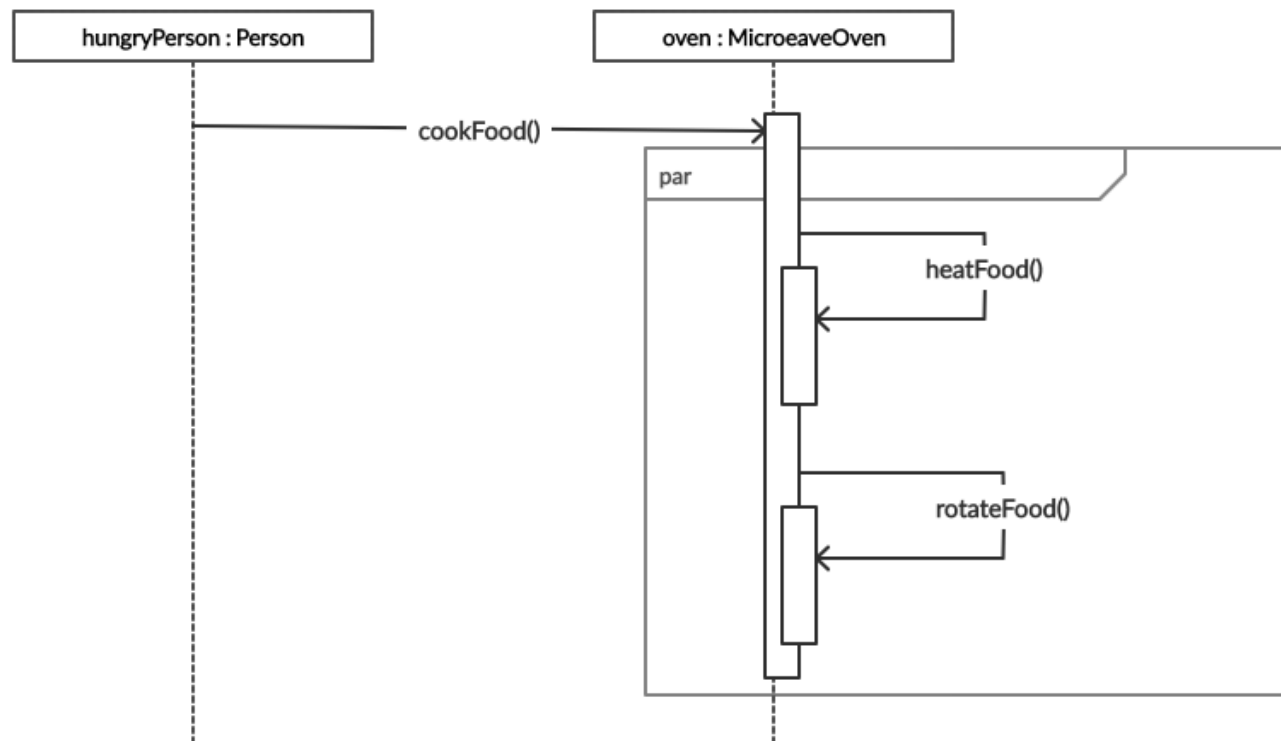 hungryPerson : Person
oven : MicroeaveOven
cookFood()
par
heatFood()
rotateFood()